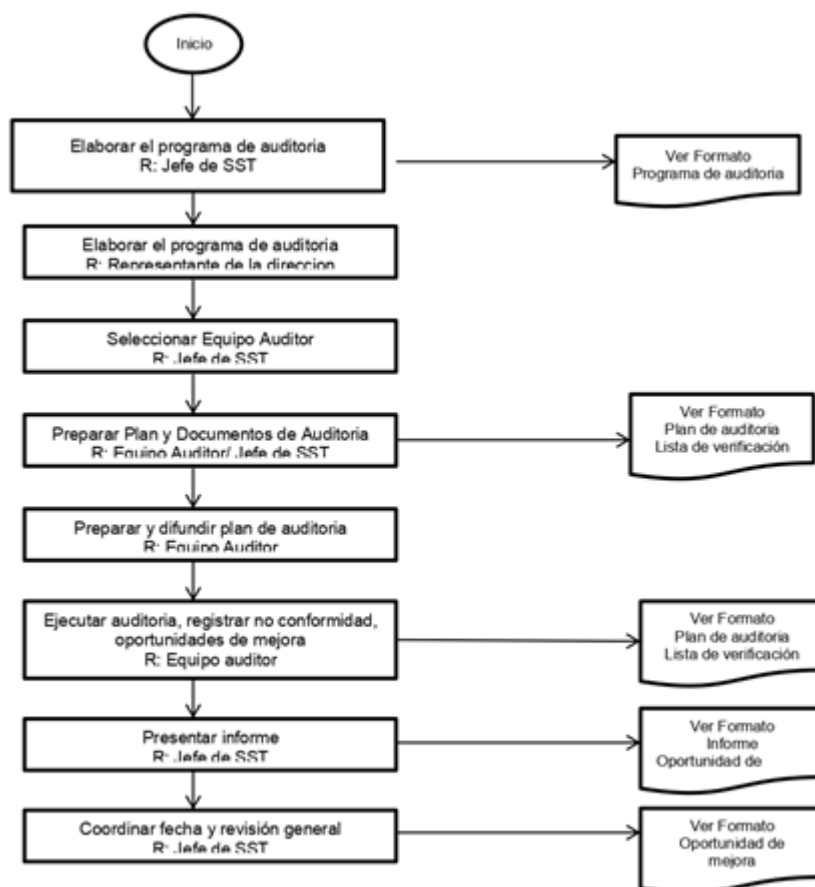 Inicio
Elaborar el programa de auditoria
R: Jefe de SST
Ver Formato
Programa de auditoria
Elaborar el programa de auditoria
R: Representante de la direccion
Seleccionar Equipo Auditor
R: Jefe de SST
Preparar Plan y Documentos de Auditoria
R: Equipo Auditor/ Jefe de SST
Ver Formato
Plan de auditoria
Lista de verificación
Preparar y difundir plan de auditoria
R: Equipo Auditor
Ejecutar auditoria, registrar no conformidad,
oportunidades de mejora
R: Equipo auditor
Ver Formato
Plan de auditoria
Lista de verificación
Presentar informe
R: Jefe de SST
Ver Formato
Informe
Oportunidad de
Coordinar fecha y revisión general
R: Jefe de SST
Ver Formato
Oportunidad de
mejora